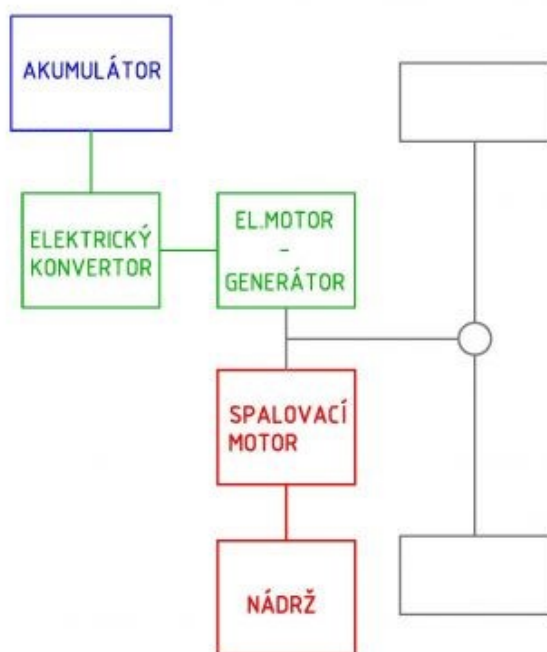 AKUMULÁTOR
ELEKTRICKÝ
KONVERTOR
EL.MOTOR
-
GENERÁTOR
SPALOVACÍ
MOTOR
NÁDRŽ